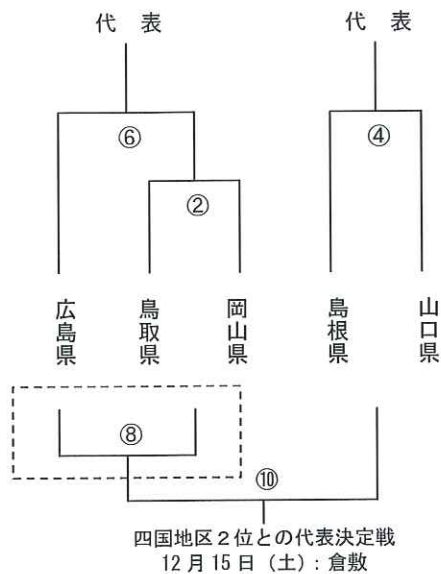 代　表
代　表
⑥
④
②
広島県
鳥取県
岡山県
島根県
山口県
⑧
⑩
四国地区２位との代表決定戦
12月15日（土）：倉敷